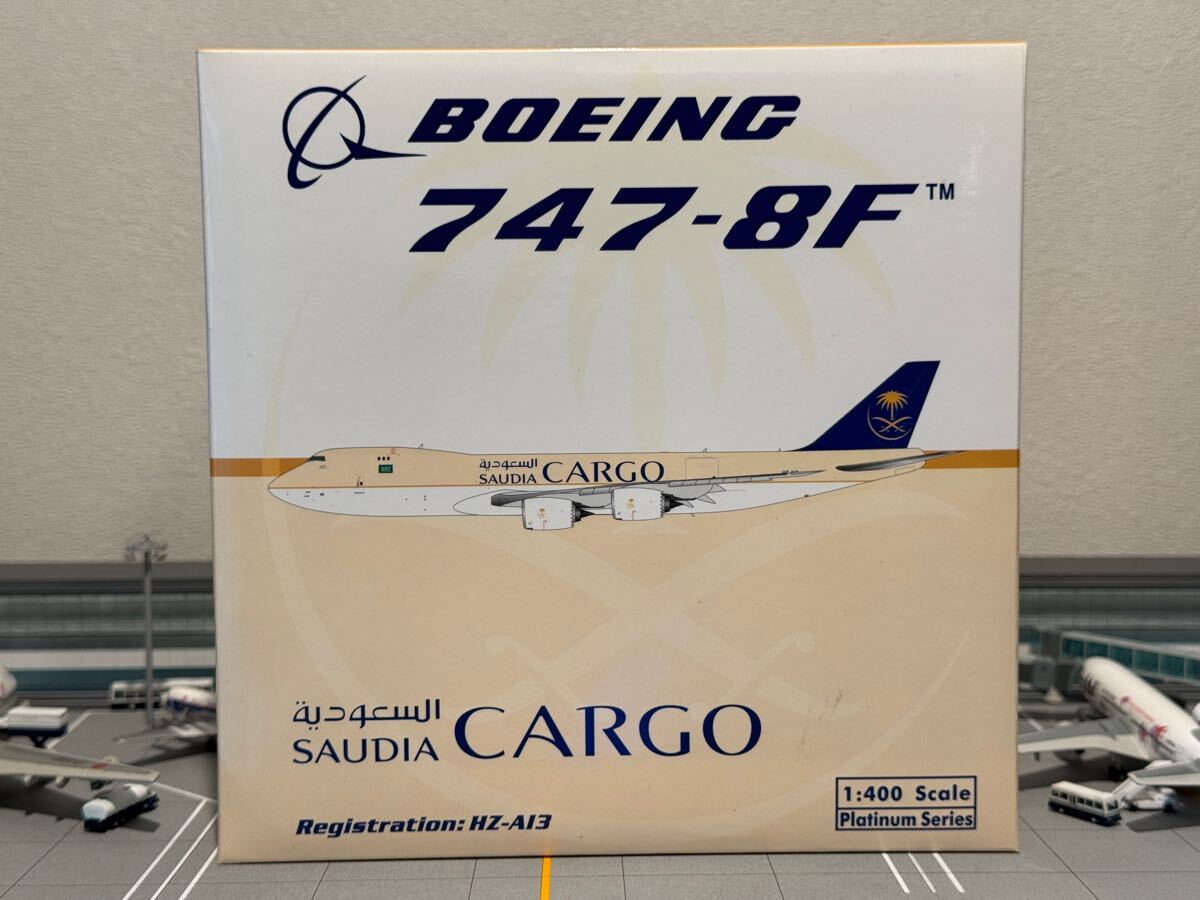 BOEING
747-8F™
السعودية
SAUDIA CARGO
السعودية
SAUDIA CARGO
1:400 Scale
Platinum Series
Registration: HZ-AI3